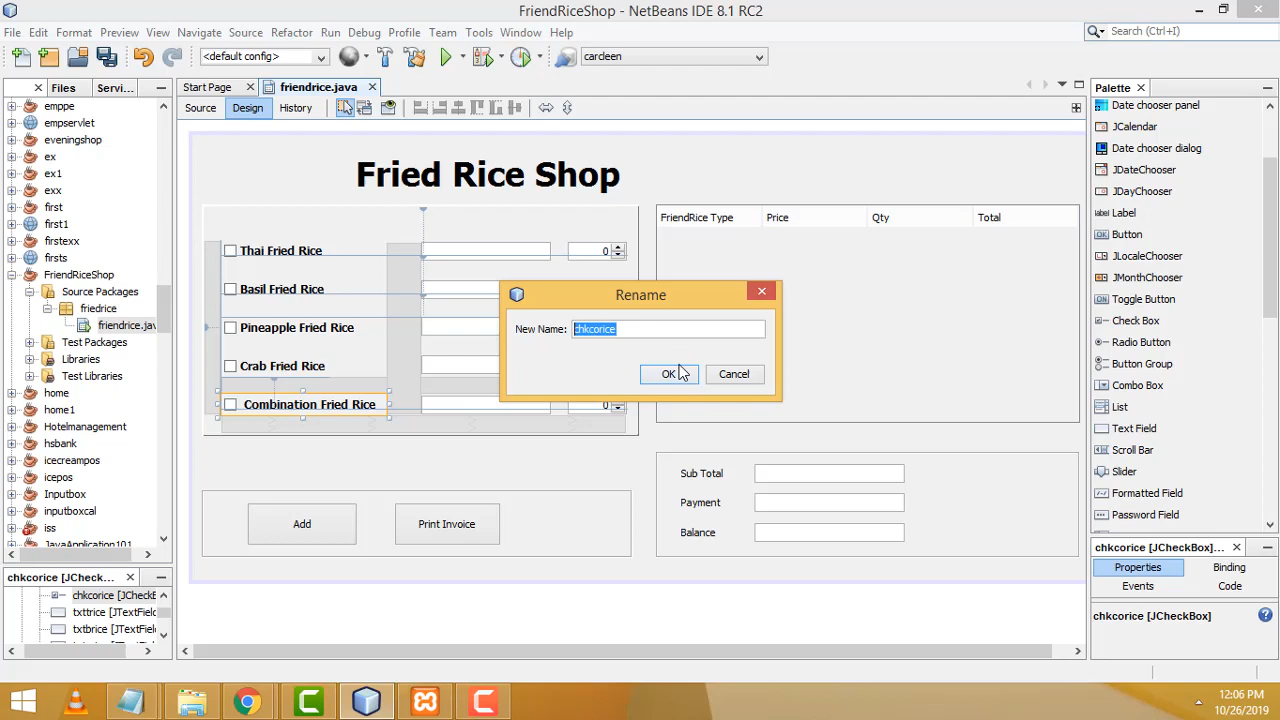 FriendRiceShop - NetBeans IDE 8.1 RC2
File Edit Format Preview View Navigate Source Refactor Run Debug Profile Team Tools Window Help
Search (Ctrl+I)
<default config>
cardeen
Files Servi...
Start Page
friendrice.java
Source Design History
emppe
empservlet
eveningshop
ex
ex1
exx
first
first1
firstexx
firsts
FriendRiceShop
Source Packages
friedrice
friendrice.jav
Test Packages
Libraries
Test Libraries
home
home1
Hotelmanagement
hsbank
icecreampos
icepos
Inputbox
inputboxcal
iss
JavaApplication101
chkcorice [JCheck...
chkcorice [JCheckB
txttrice [JTextField
txtbrice [JTextField
Fried Rice Shop
Thai Fried Rice
0
Basil Fried Rice
Pineapple Fried Rice
Crab Fried Rice
Combination Fried Rice
0
Add
Print Invoice
FriendRice Type Price Qty Total
Sub Total
Payment
Balance
Rename
New Name: chkcorice
OK
Cancel
Palette
Date chooser panel
JCalendar
Date chooser dialog
JDateChooser
JDayChooser
Label
Button
JLocaleChooser
JMonthChooser
Toggle Button
Check Box
Radio Button
Button Group
Combo Box
List
Text Field
Scroll Bar
Slider
Formatted Field
Password Field
chkcorice [JCheckBox]...
Properties Binding
Events Code
chkcorice [JCheckBox]
12:06 PM
10/26/2019